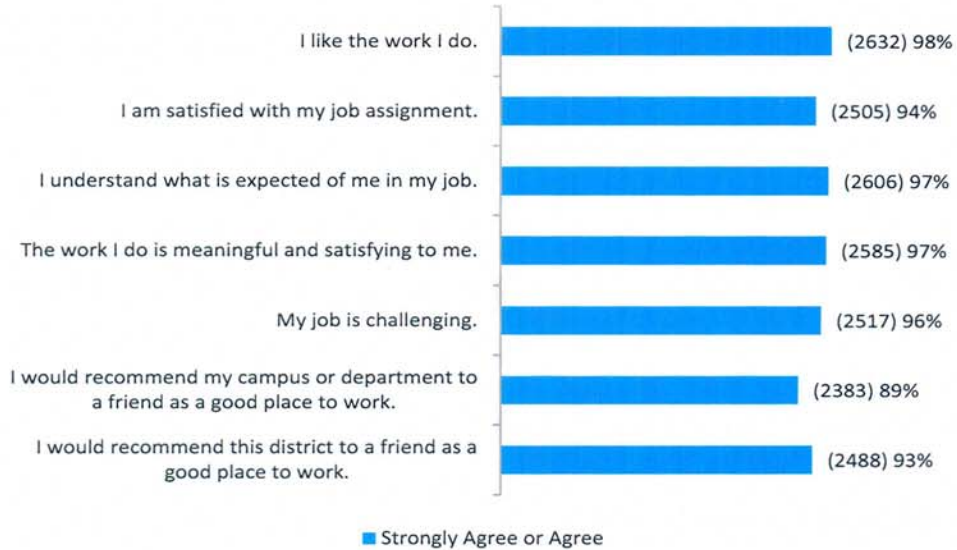 I like the work I do.
(2632) 98%
I am satisfied with my job assignment.
(2505) 94%
I understand what is expected of me in my job.
(2606) 97%
The work I do is meaningful and satisfying to me.
(2585) 97%
My job is challenging.
(2517) 96%
I would recommend my campus or department to
a friend as a good place to work.
(2383) 89%
I would recommend this district to a friend as a
good place to work.
(2488) 93%
Strongly Agree or Agree